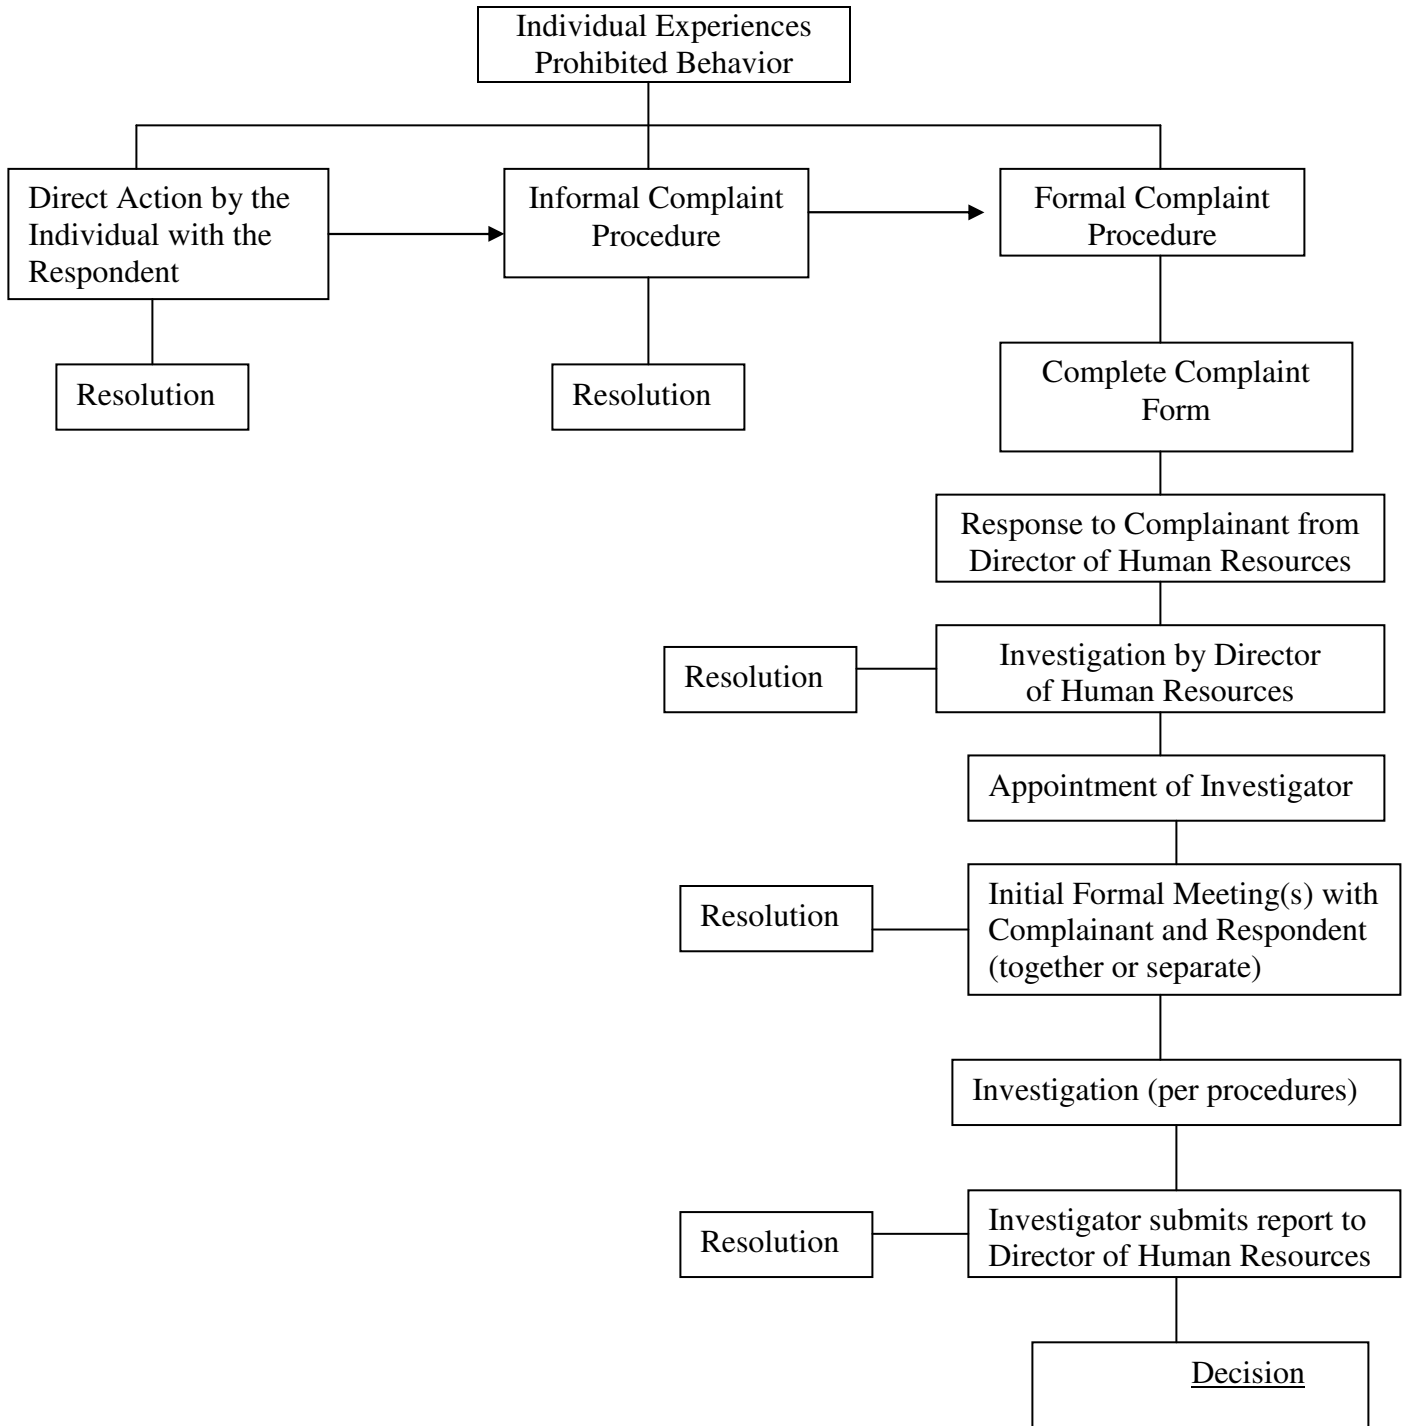 Individual Experiences
Prohibited Behavior
Direct Action by the
Individual with the
Respondent
Informal Complaint
Procedure
Formal Complaint
Procedure
Resolution
Resolution
Complete Complaint
Form
Response to Complainant from
Director of Human Resources
Resolution
Investigation by Director
of Human Resources
Appointment of Investigator
Resolution
Initial Formal Meeting(s) with
Complainant and Respondent
(together or separate)
Investigation (per procedures)
Resolution
Investigator submits report to
Director of Human Resources
Decision